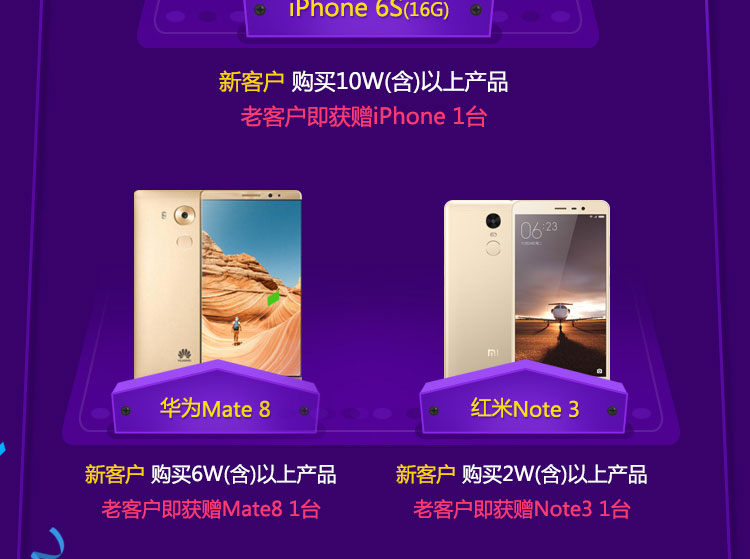 iPhone 6S(16G)
新客户 购买10W(含)以上产品
老客户即获赠iPhone 1台
06:23
HUAWEI
mi
华为Mate 8
红米Note 3
新客户 购买6W(含)以上产品
老客户即获赠Mate8 1台
新客户 购买2W(含)以上产品
老客户即获赠Note3 1台